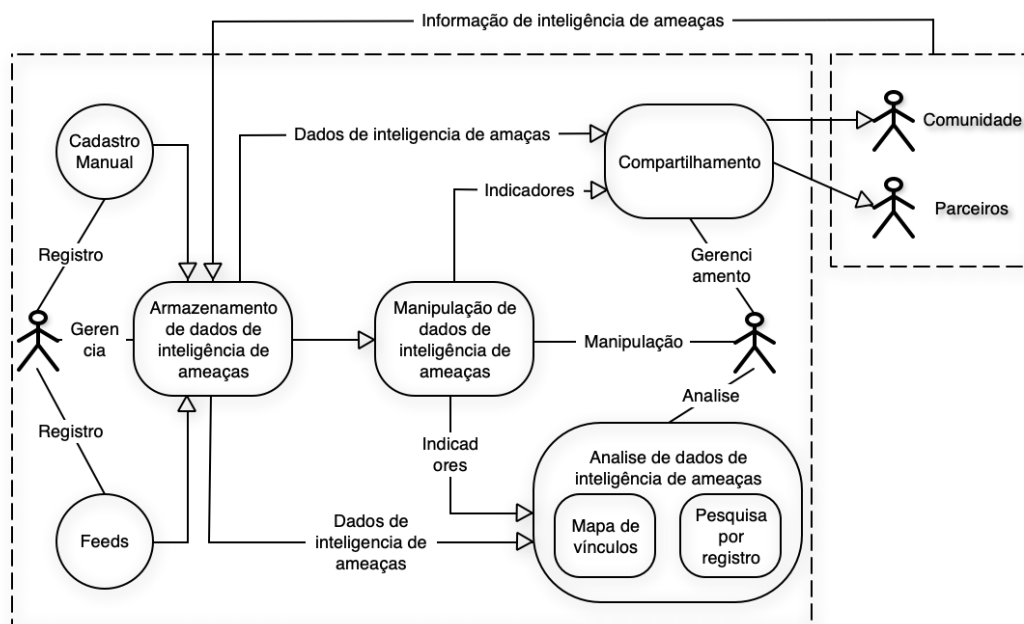 Informação de inteligência de ameaças
Cadastro
Manual
Dados de inteligencia de amaças
Compartilhamento
Comunidade
Indicadores
Parceiros
Registro
Gerenci
amento
Armazenamento
de dados de
inteligência de
ameaças
Manipulação de
dados de
inteligência de
ameaças
Geren
cia
Manipulação
Registro
Analise
Indicad
ores
Analise de dados de
inteligência de ameaças
Feeds
Dados de
inteligencia de
ameaças
Mapa de
vínculos
Pesquisa
por
registro